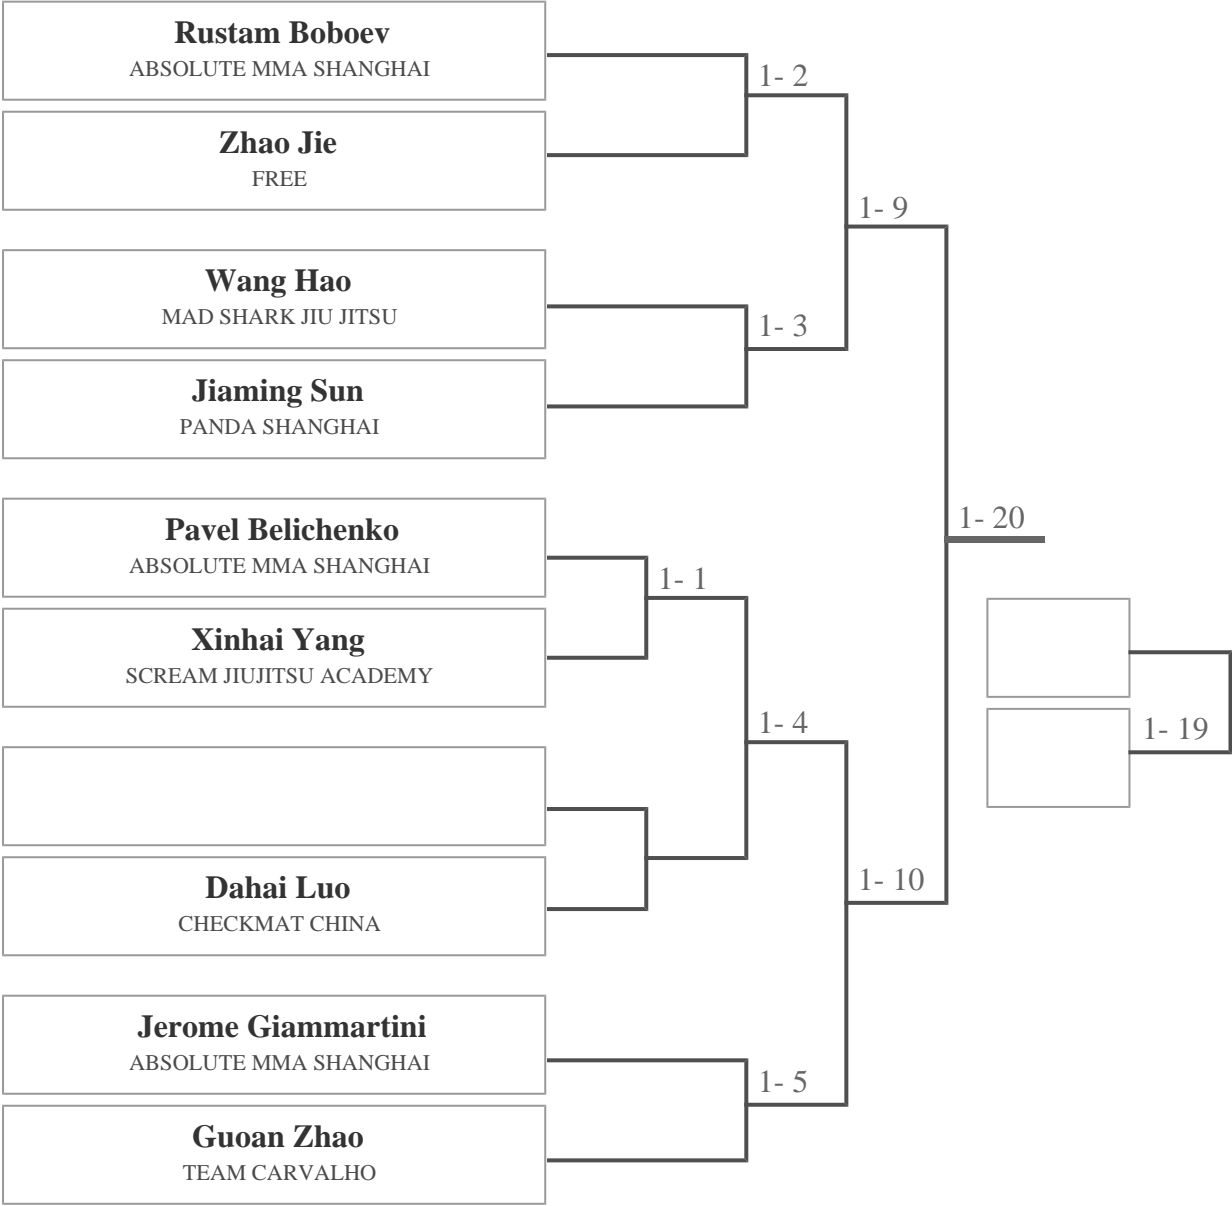 Rustam Boboev
ABSOLUTE MMA SHANGHAI
1- 2
Zhao Jie
FREE
1- 9
Wang Hao
MAD SHARK JIU JITSU
1- 3
Jiaming Sun
PANDA SHANGHAI
1- 20
Pavel Belichenko
ABSOLUTE MMA SHANGHAI
1- 1
Xinhai Yang
SCREAM JIUJITSU ACADEMY
1- 4
1- 19
Dahai Luo
CHECKMAT CHINA
1- 10
Jerome Giammartini
ABSOLUTE MMA SHANGHAI
1- 5
Guoan Zhao
TEAM CARVALHO